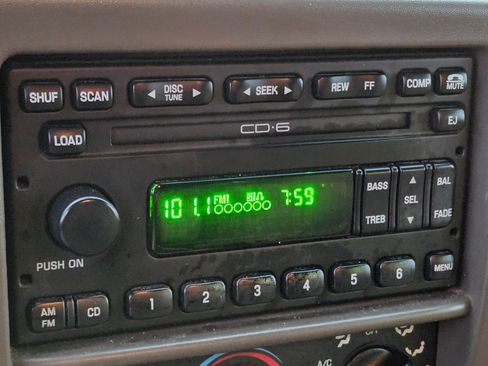 SHUF SCAN ◄ DISC TUNE ► ◄ SEEK ► REW FF COMP MUTE
LOAD CD·6 EJ
101.1 FM1 7:59
BASS TREB ▲ SEL ▼ BAL FADE
PUSH ON
AM FM CD 1 2 3 4 5 6 MENU
A/C